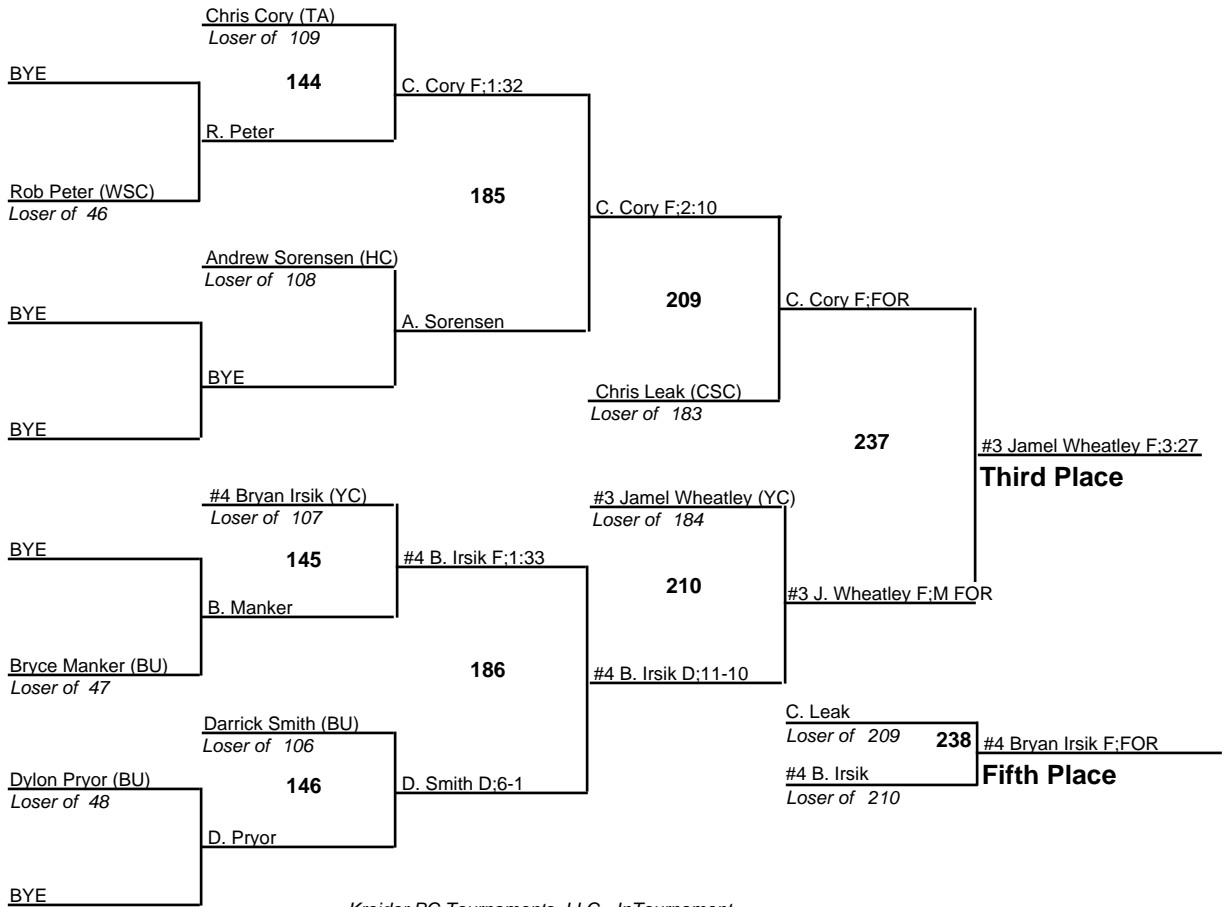 Chris Cory (TA)
Loser of 109
BYE
144
C. Cory F;1:32
R. Peter
Rob Peter (WSC)
Loser of 46
185
C. Cory F;2:10
Andrew Sorensen (HC)
Loser of 108
BYE
209
C. Cory F;FOR
A. Sorensen
BYE
Chris Leak (CSC)
Loser of 183
BYE
237
#3 Jamel Wheatley F;3:27
Third Place
#4 Bryan Irsik (YC)
Loser of 107
#3 Jamel Wheatley (YC)
Loser of 184
BYE
145
#4 B. Irsik F;1:33
210
B. Manker
#3 J. Wheatley F;M FOR
Bryce Manker (BU)
Loser of 47
186
#4 B. Irsik D;11-10
Darrick Smith (BU)
Loser of 106
C. Leak
Loser of 209
238
#4 Bryan Irsik F;FOR
Fifth Place
Dylon Pryor (BU)
Loser of 48
146
D. Smith D;6-1
#4 B. Irsik
Loser of 210
D. Pryor
BYE